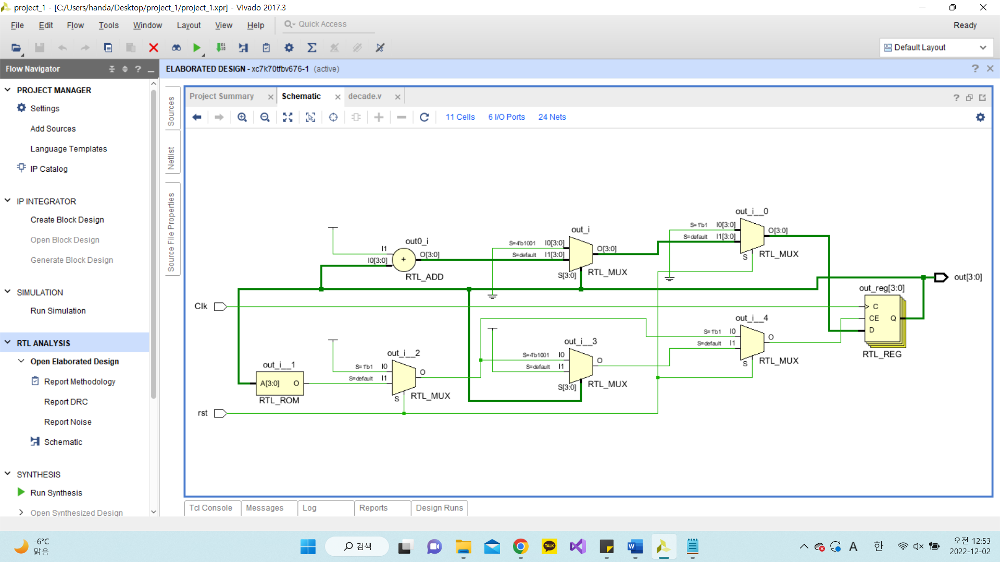 project_1 - [C:/Users/handa/Desktop/project_1/project_1.xpr] - Vivado 2017.3
File Edit Flow Tools Window Layout View Help Quick Access Ready
Default Layout
Flow Navigator
ELABORATED DESIGN - xc7k70tfbv676-1 (active)
PROJECT MANAGER
Settings
Add Sources
Language Templates
IP Catalog
IP INTEGRATOR
Create Block Design
Open Block Design
Generate Block Design
SIMULATION
Run Simulation
RTL ANALYSIS
Open Elaborated Design
Report Methodology
Report DRC
Report Noise
Schematic
SYNTHESIS
Run Synthesis
Open Synthesized Design
Sources
Netlist
Source File Properties
Project Summary Schematic decade.v
11 Cells 6 I/O Ports 24 Nets
out_i__0
S=1'b1 I0[3:0] O[3:0]
S=default I1[3:0]
S RTL_MUX
out_i
S=4'b1001 I0[3:0] O[3:0]
S=default I1[3:0]
S[3:0] RTL_MUX
out0_i
I1 O[3:0]
I0[3:0] +
RTL_ADD
out[3:0]
out_reg[3:0]
C
CE Q
D
RTL_REG
Clk
out_i__4
S=1'b1 I0 O
S=default I1
S RTL_MUX
out_i__3
S=4'b1001 I0 O
S=default I1
S[3:0] RTL_MUX
out_i__2
S=1'b1 I0 O
S=default I1
S RTL_MUX
out_i__1
A[3:0] O
RTL_ROM
rst
Tcl Console Messages Log Reports Design Runs
-6°C
맑음
검색
TALK
W
A 한
오전 12:53
2022-12-02